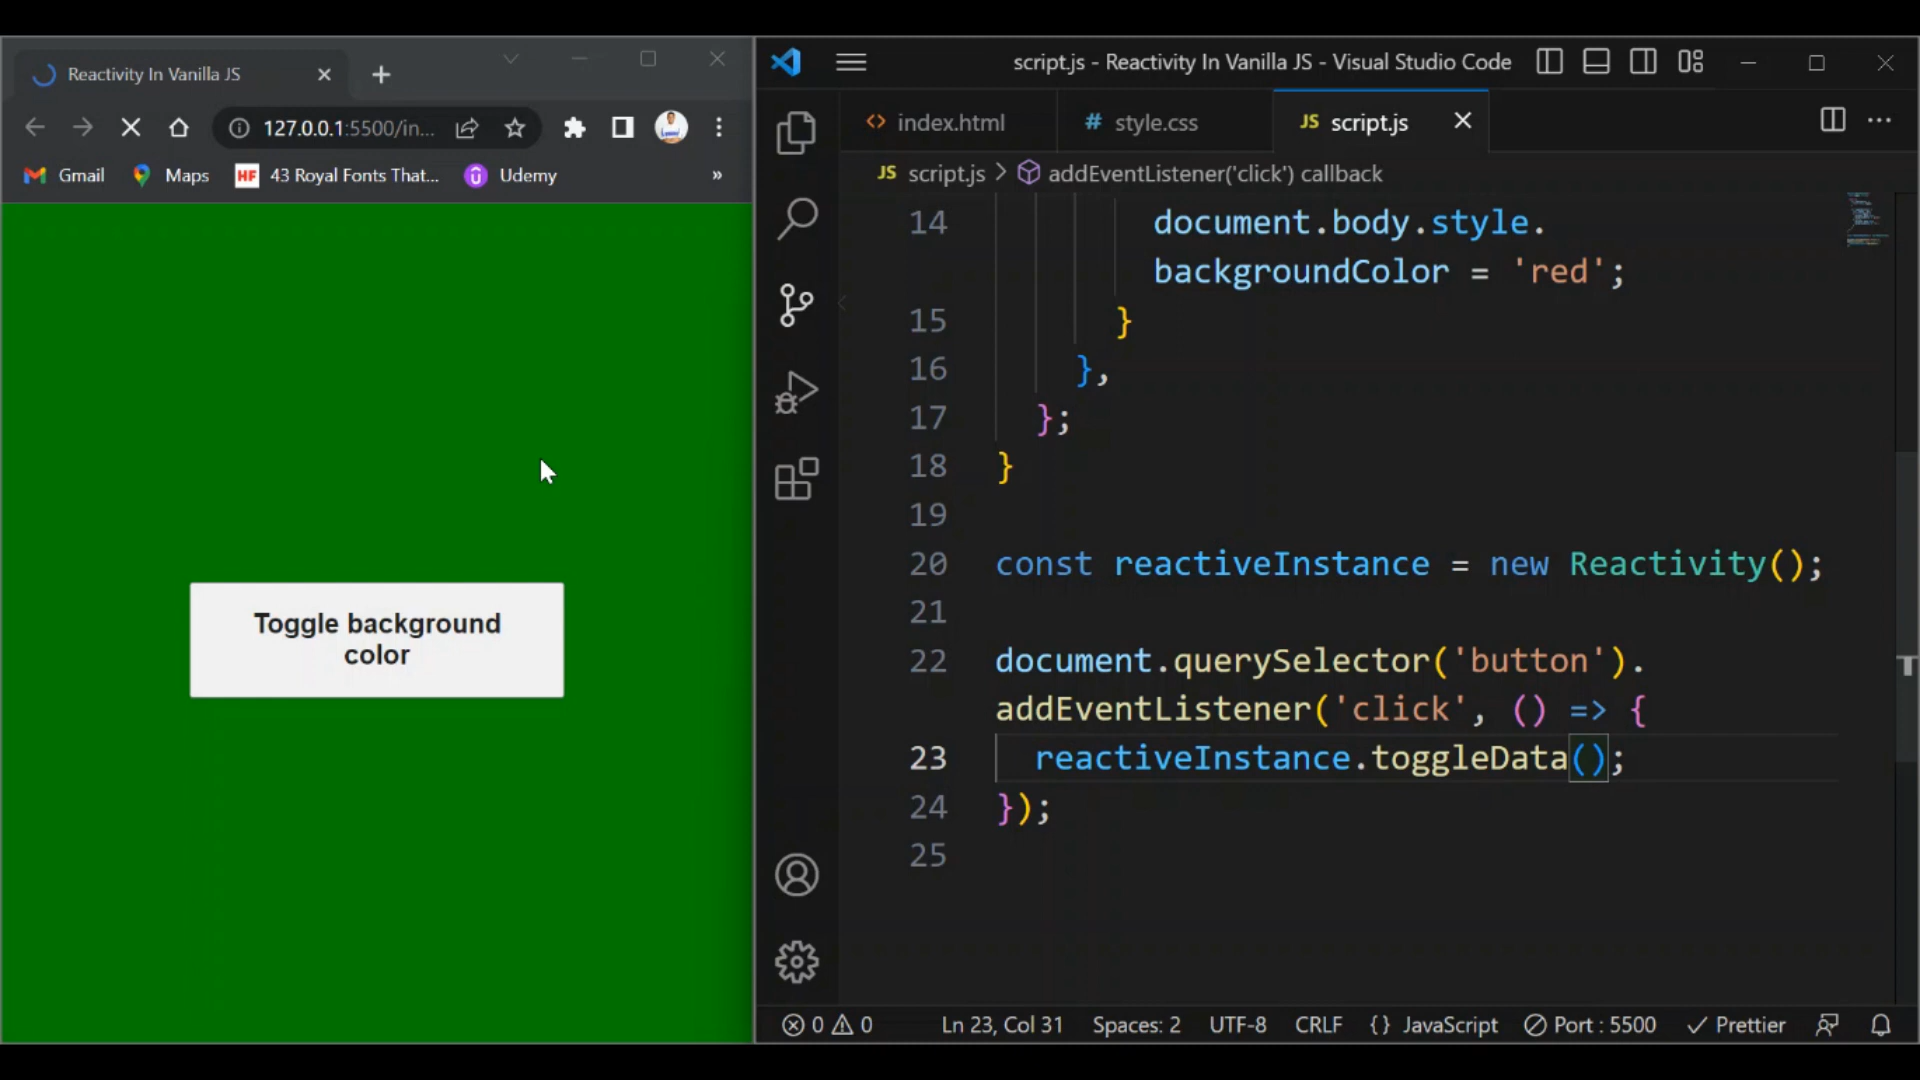 Reactivity In Vanilla JS
127.0.0.1:5500/in...
Gmail
Maps
HF 43 Royal Fonts That...
Udemy
»
Toggle background
color
script.js - Reactivity In Vanilla JS - Visual Studio Code
<> index.html
# style.css
JS script.js
JS script.js > addEventListener('click') callback
14 document.body.style.
backgroundColor = 'red';
15 }
16 },
17 };
18 }
19
20 const reactiveInstance = new Reactivity();
21
22 document.querySelector('button').
addEventListener('click', () => {
23 reactiveInstance.toggleData();
24 });
25
0 0
Ln 23, Col 31
Spaces: 2
UTF-8
CRLF
{} JavaScript
Port : 5500
Prettier